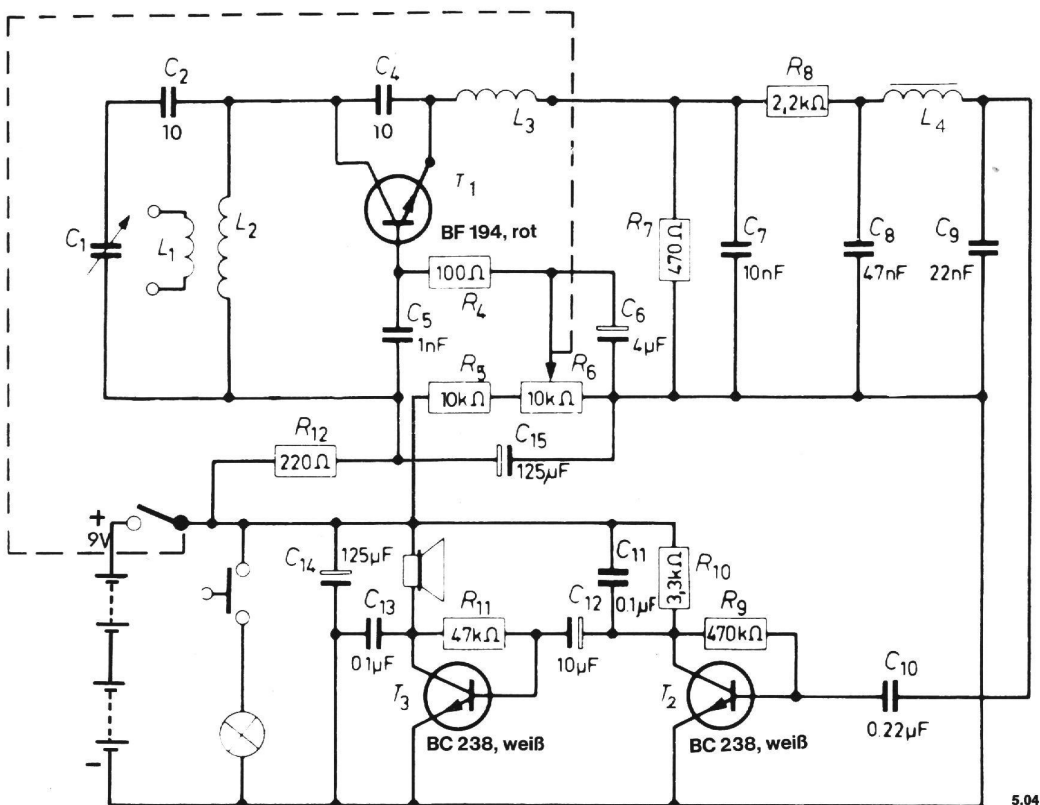 C2
10
C4
10
L3
R8
2,2kΩ
L4
C1
L1
L2
T1
BF 194, rot
R7
470Ω
C7
10nF
C8
47nF
C9
22nF
100Ω
R4
C5
1nF
C6
4µF
R5
10kΩ
R6
10kΩ
R12
220Ω
C15
125µF
+
9V
C14
125µF
C11
0.1µF
R10
3,3kΩ
C13
0.1µF
R11
47kΩ
C12
10µF
R9
470kΩ
C10
0.22µF
T3
BC 238, weiß
T2
BC 238, weiß
-
5.04